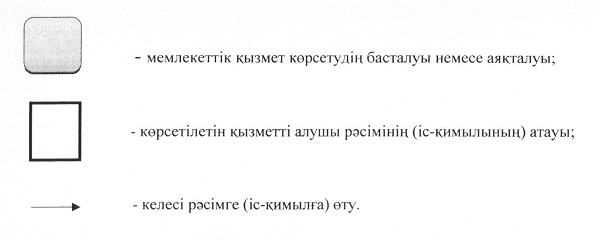 - мемлекеттік қызмет көрсетудің басталуы немесе аяқталуы;
- көрсетілетін қызметті алушы рәсімінің (іс-қимылының) атауы;
- келесі рәсімге (іс-қимылға) өту.